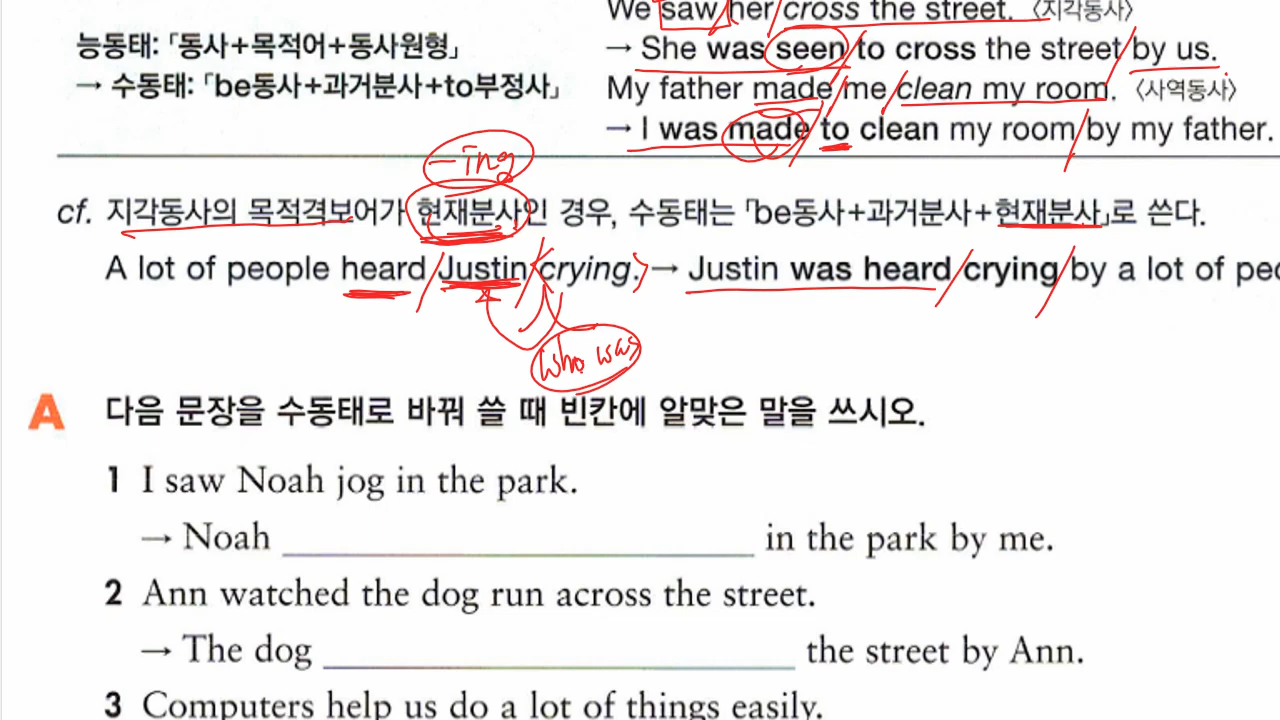 We saw her cross the street. 〈지각동사〉
능동태: 「동사+목적어+동사원형」
→ She was seen to cross the street by us.
→ 수동태: 「be동사+과거분사+to부정사」
My father made me clean my room. 〈사역동사〉
→ I was made to clean my room by my father.
-ing
cf. 지각동사의 목적격보어가 현재분사인 경우, 수동태는 「be동사+과거분사+현재분사」로 쓴다.
A lot of people heard Justin crying. → Justin was heard crying by a lot of
who was
A 다음 문장을 수동태로 바꿔 쓸 때 빈칸에 알맞은 말을 쓰시오.
1 I saw Noah jog in the park.
→ Noah in the park by me.
2 Ann watched the dog run across the street.
→ The dog the street by Ann.
3 Computers help us do a lot of things easily.